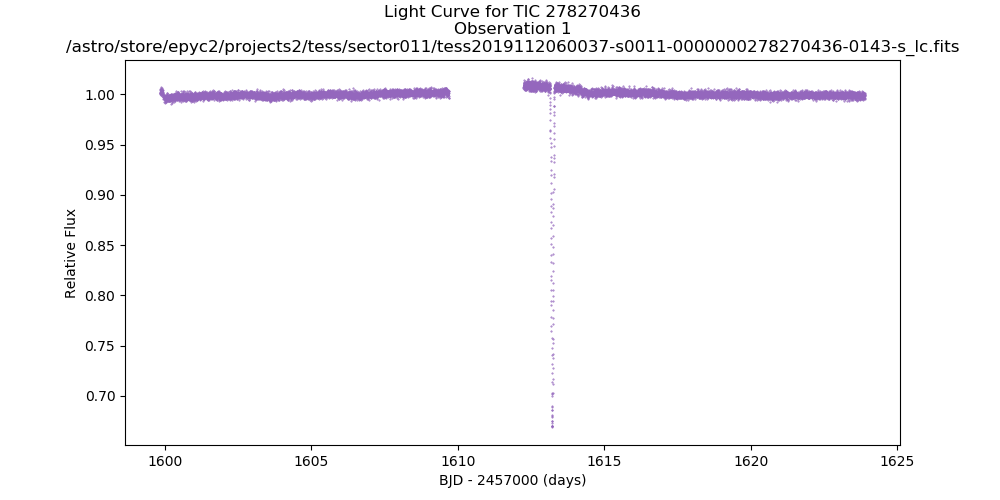 Light Curve for TIC 278270436
Observation 1
/astro/store/epyc2/projects2/tess/sector011/tess2019112060037-s0011-0000000278270436-0143-s_lc.fits
1.00
0.95
0.90
0.85
0.80
0.75
0.70
Relative Flux
1600
1605
1610
1615
1620
1625
BJD - 2457000 (days)